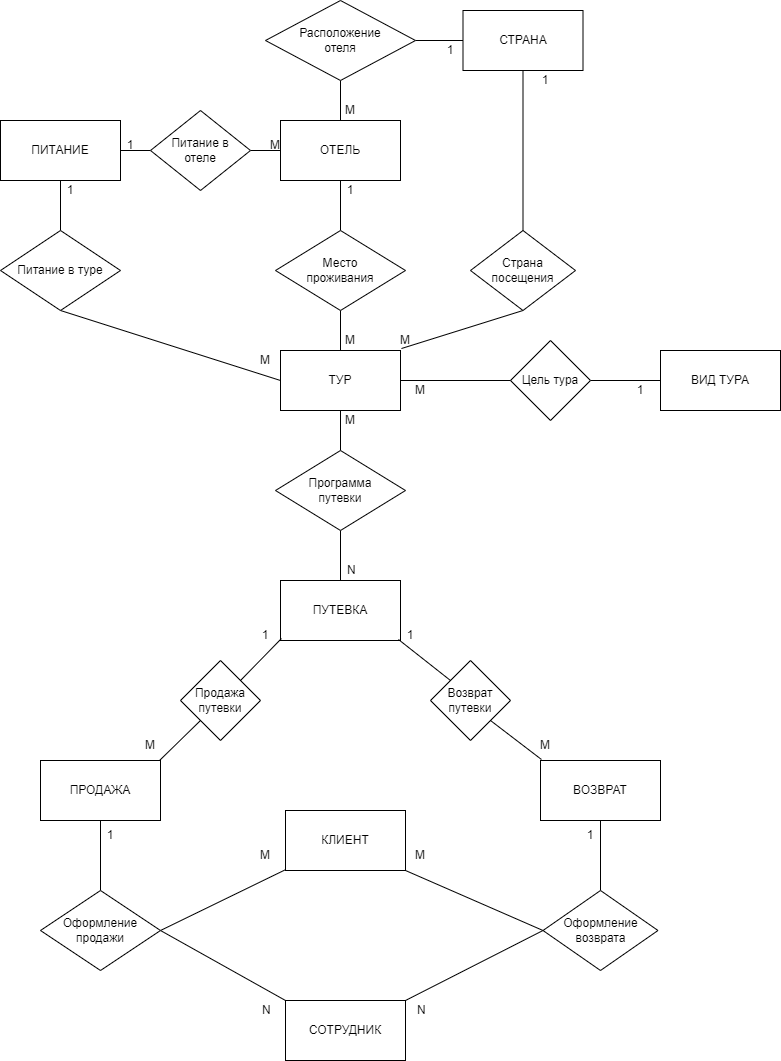 Расположение
отеля
1
СТРАНА
1
М
ПИТАНИЕ
1
Питание в
отеле
М
ОТЕЛЬ
1
1
Питание в туре
Место
проживания
Страна
посещения
М
М
М
ТУР
М
Цель тура
1
ВИД ТУРА
М
Программа
путевки
N
ПУТЕВКА
1
1
Продажа
путевки
Возврат
путевки
М
М
ПРОДАЖА
ВОЗВРАТ
1
1
КЛИЕНТ
М
М
Оформление
продажи
Оформление
возврата
N
N
СОТРУДНИК